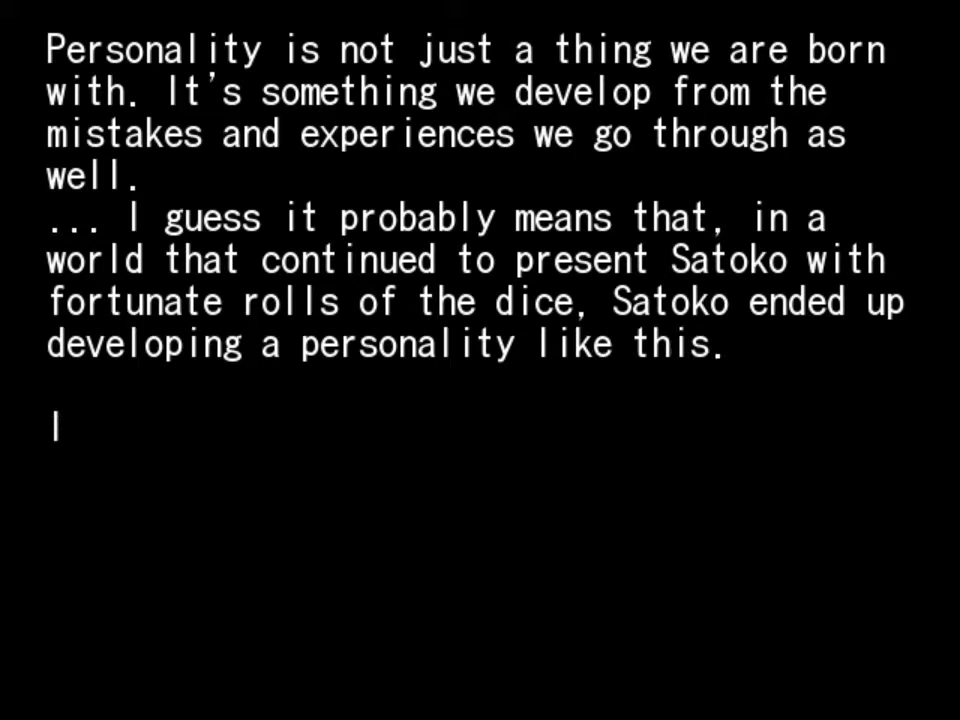 Personality is not just a thing we are born
with. It's something we develop from the
mistakes and experiences we go through as
well.
... I guess it probably means that, in a
world that continued to present Satoko with
fortunate rolls of the dice, Satoko ended up
developing a personality like this.
I